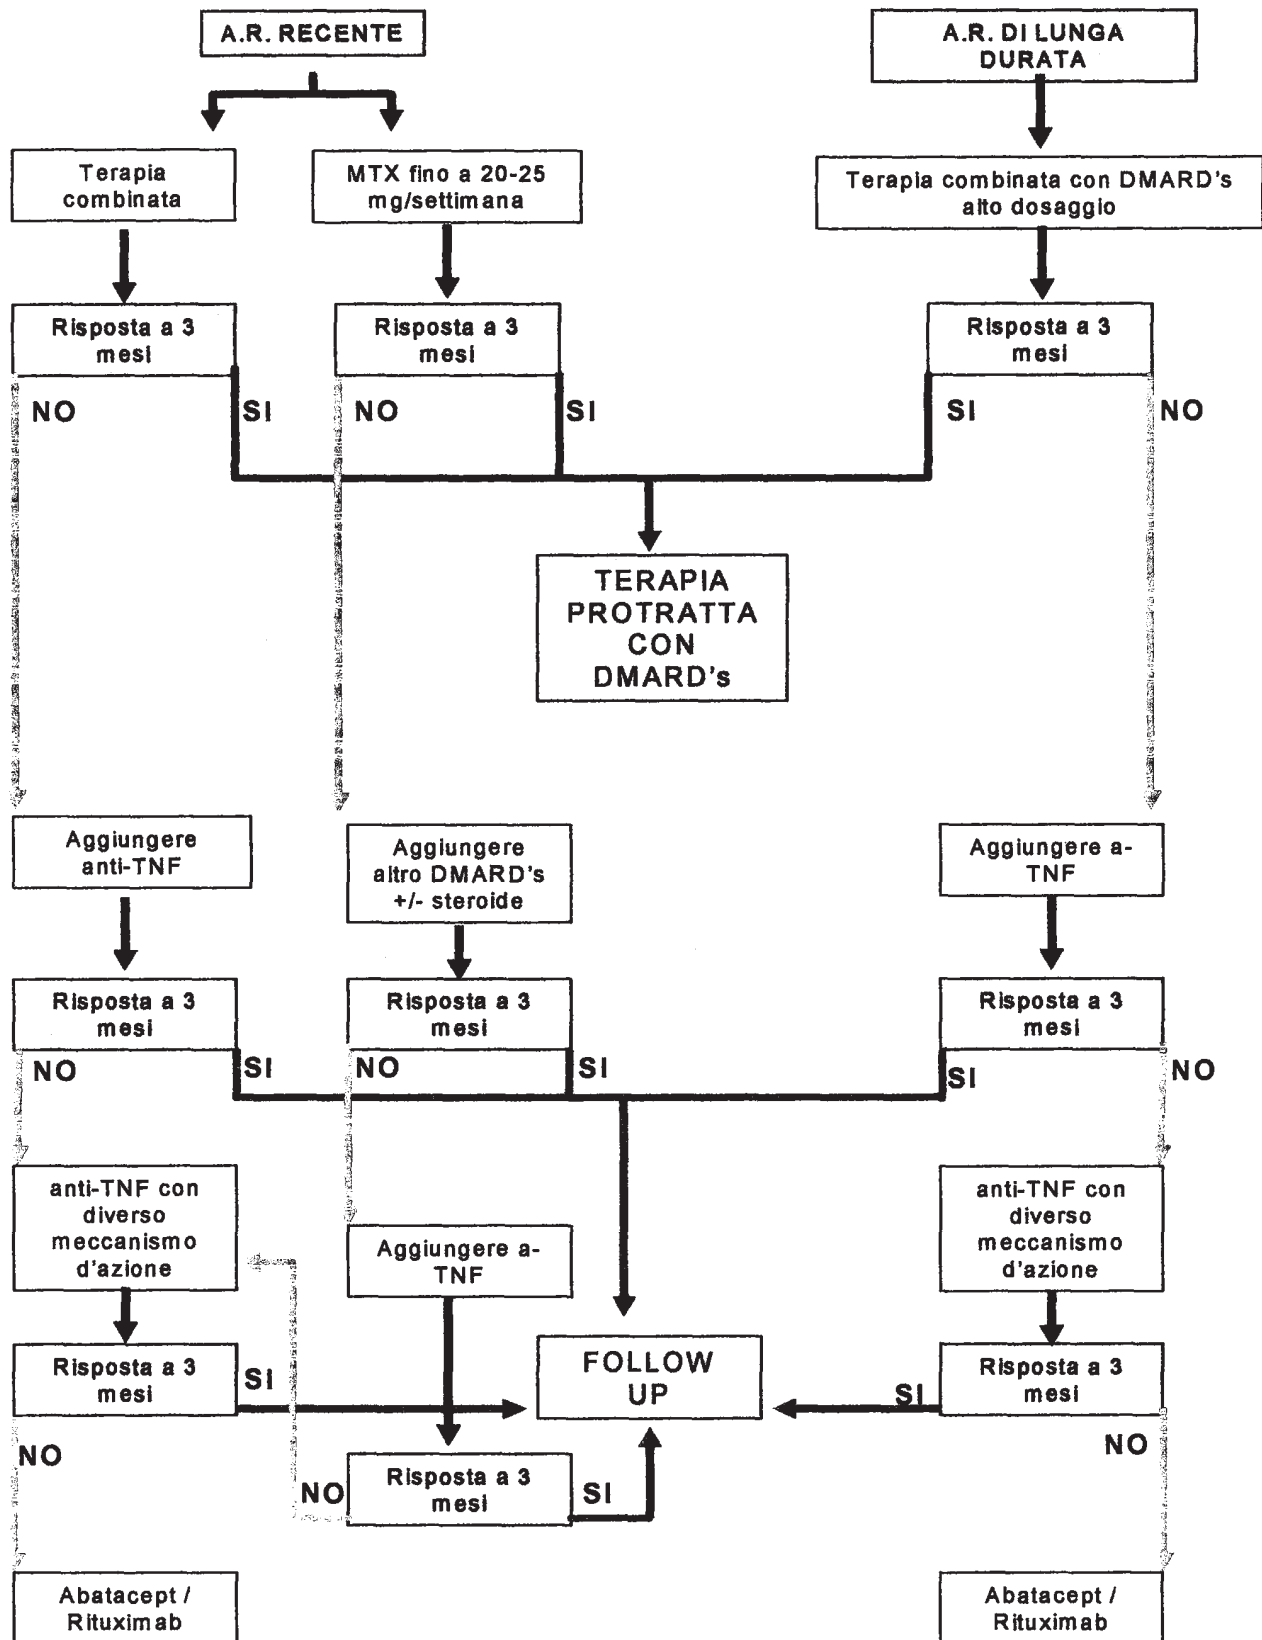 A.R. RECENTE
A.R. DI LUNGA
DURATA
Terapia
combinata
MTX fino a 20-25
mg/settimana
Terapia combinata con DMARD's
alto dosaggio
Risposta a 3
mesi
Risposta a 3
mesi
Risposta a 3
mesi
NO
SI
NO
SI
SI
NO
TERAPIA
PROTRATTA
CON
DMARD's
Aggiungere
anti-TNF
Aggiungere
altro DMARD's
+/- steroide
Aggiungere a-
TNF
Risposta a 3
mesi
Risposta a 3
mesi
Risposta a 3
mesi
NO
SI
NO
SI
SI
NO
anti-TNF con
diverso
meccanismo
d'azione
Aggiungere a-
TNF
anti-TNF con
diverso
meccanismo
d'azione
Risposta a 3
mesi
SI
FOLLOW
UP
SI
Risposta a 3
mesi
NO
NO
Risposta a 3
mesi
SI
NO
Abatacept /
Rituximab
Abatacept /
Rituximab